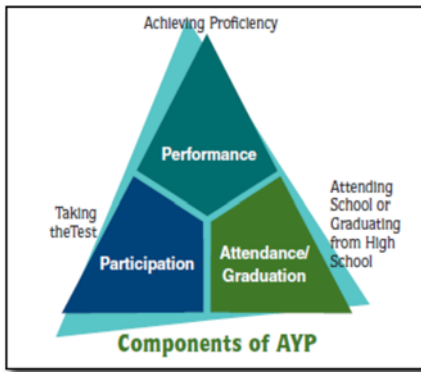 Achieving Proficiency
Performance
Taking
theTest
Participation
Attendance/
Graduation
Attending
School or
Graduating
from High
School
Components of AYP